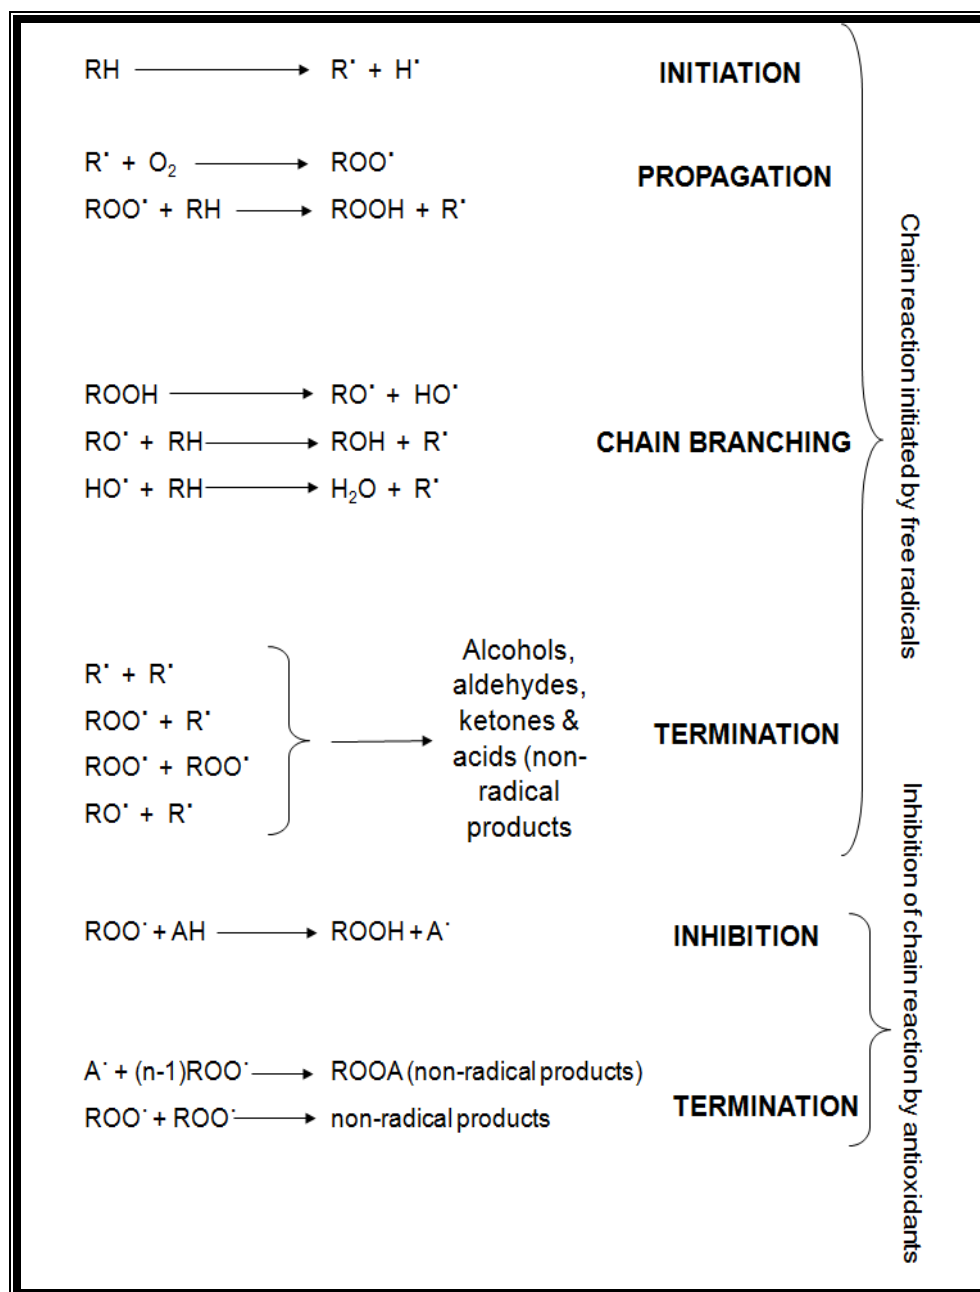 RH ⟶ R˙ + H˙ INITIATION
R˙ + O₂ ⟶ ROO˙
PROPAGATION
ROO˙ + RH ⟶ ROOH + R˙
ROOH ⟶ RO˙ + HO˙
RO˙ + RH ⟶ ROH + R˙ CHAIN BRANCHING
HO˙ + RH ⟶ H₂O + R˙
Chain reaction initiated by free radicals
R˙ + R˙
ROO˙ + R˙
ROO˙ + ROO˙
RO˙ + R˙
⟶
Alcohols,
aldehydes,
ketones &
acids (non-
radical
products
TERMINATION
ROO˙ + AH ⟶ ROOH + A˙ INHIBITION
A˙ + (n-1)ROO˙ ⟶ ROOA (non-radical products)
TERMINATION
ROO˙ + ROO˙ ⟶ non-radical products
Inhibition of chain reaction by antioxidants